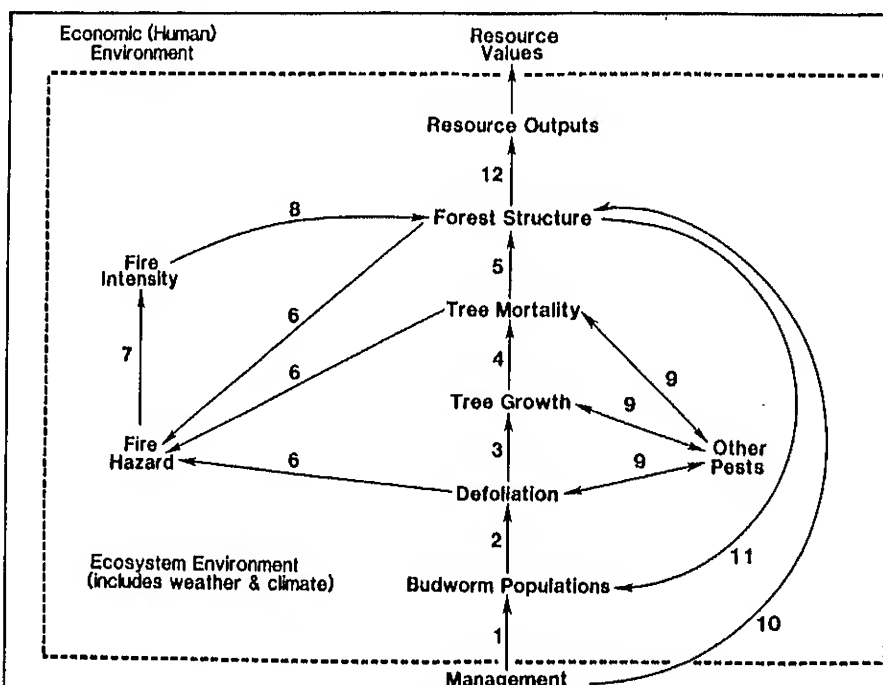 Economic (Human)
Environment
Resource
Values
Resource Outputs
12
8
Forest Structure
Fire
Intensity
5
6
Tree Mortality
7
6
4
9
Tree Growth
9
Fire
Hazard
6
3
9
Other
Pests
Defoliation
2
Ecosystem Environment
(includes weather & climate)
Budworm Populations
11
1
10
Management